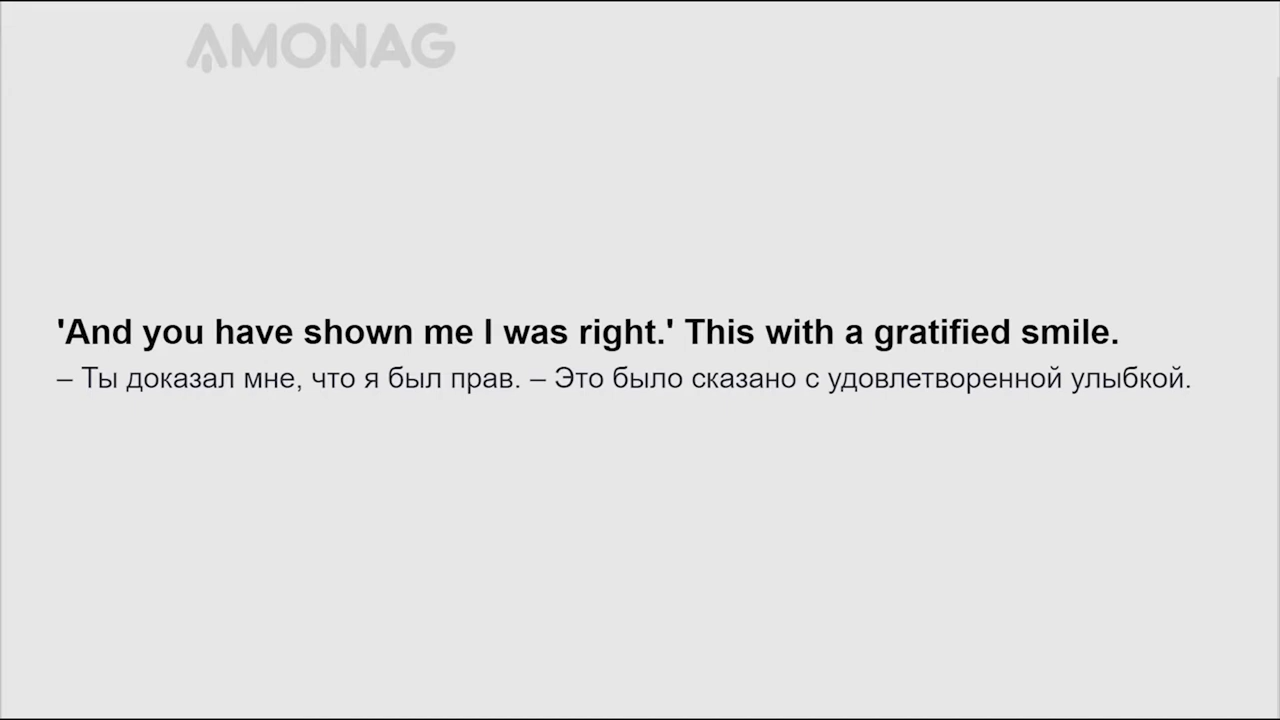 AMONAG
'And you have shown me I was right.' This with a gratified smile.
– Ты доказал мне, что я был прав. – Это было сказано с удовлетворенной улыбкой.